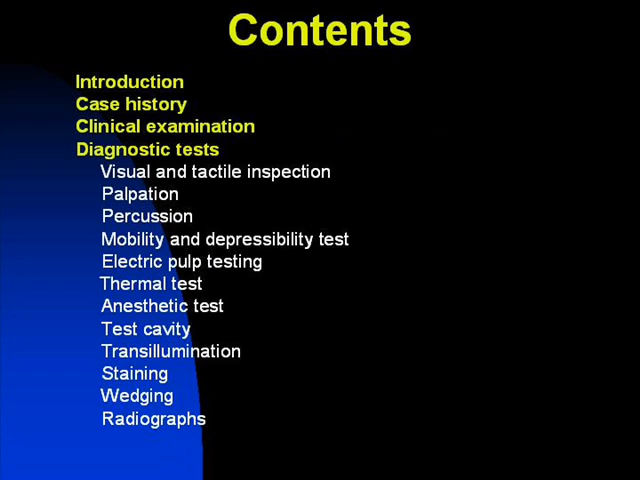 Contents
Introduction
Case history
Clinical examination
Diagnostic tests
Visual and tactile inspection
Palpation
Percussion
Mobility and depressibility test
Electric pulp testing
Thermal test
Anesthetic test
Test cavity
Transillumination
Staining
Wedging
Radiographs